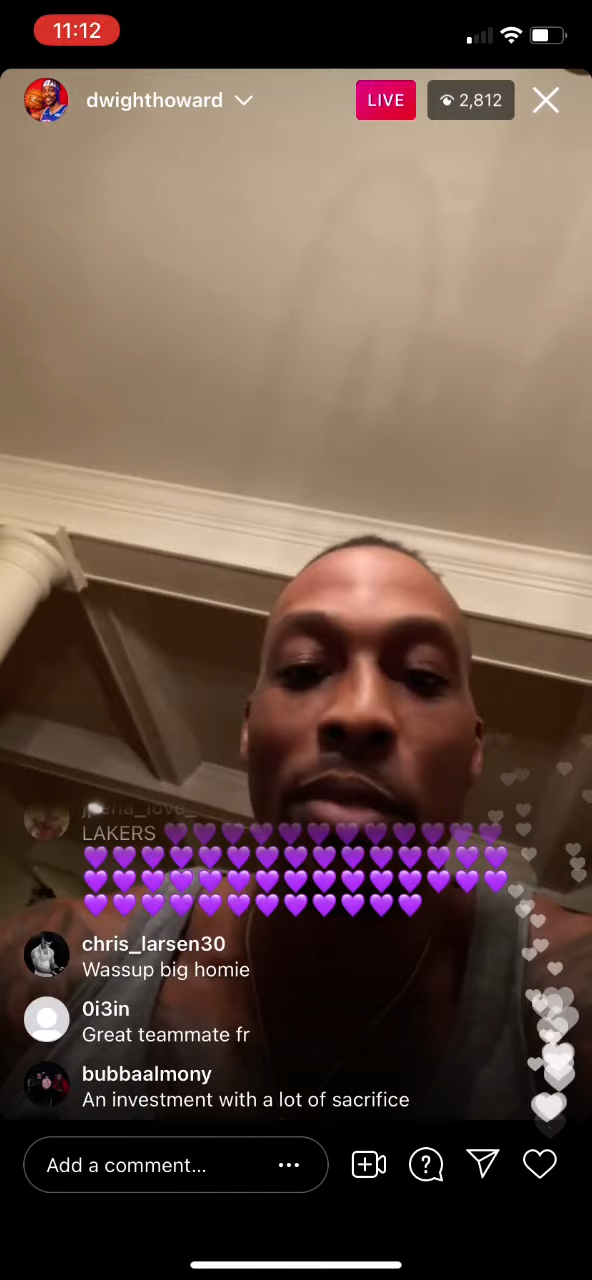 11:12
dwighthoward
LIVE
2,812
LAKERS 💜💜💜💜💜💜💜💜💜💜💜💜
💜💜💜💜💜💜💜💜💜💜💜💜💜💜💜
💜💜💜💜💜💜💜💜💜💜💜💜💜💜💜
💜💜💜💜💜💜💜💜💜💜💜💜
chris_larsen30
Wassup big homie
0i3in
Great teammate fr
bubbaalmony
An investment with a lot of sacrifice
Add a comment...